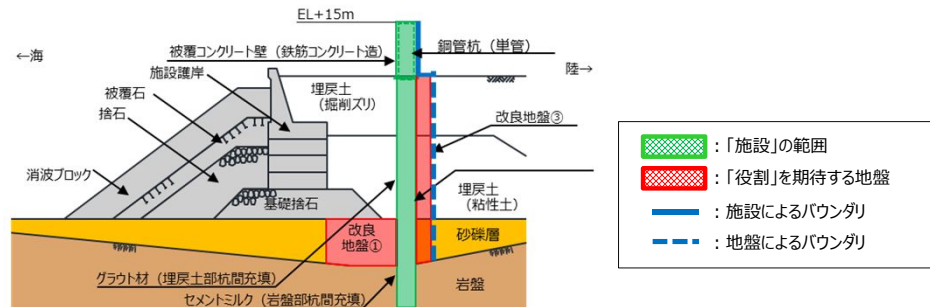 EL+15m
←海
被覆コンクリート壁（鉄筋コンクリート造）
鋼管杭（単管）
陸→
施設護岸
埋戻土
（掘削ズリ）
被覆石
捨石
改良地盤③
消波ブロック
埋戻土
（粘性土）
基礎捨石
改良
地盤①
砂礫層
グラウト材（埋戻土部杭間充填）
岩盤
セメントミルク（岩盤部杭間充填）
：「施設」の範囲
：「役割」を期待する地盤
：施設によるバウンダリ
：地盤によるバウンダリ